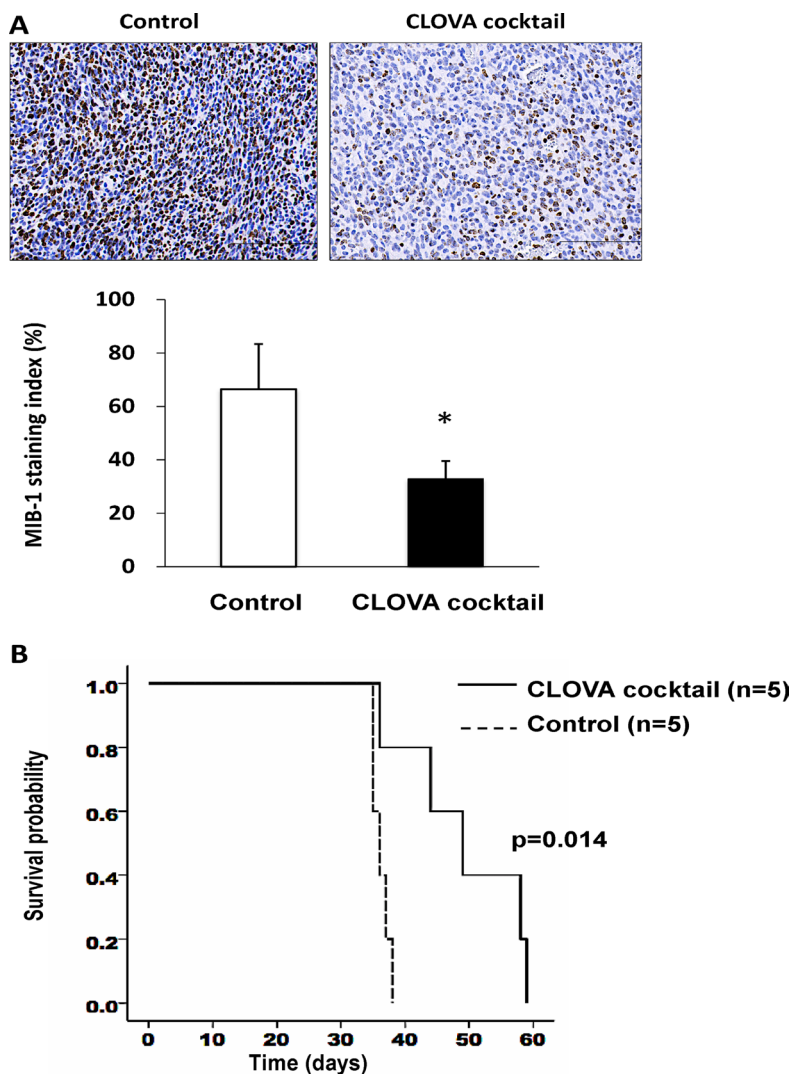 A
Control
CLOVA cocktail
MIB-1 staining index (%)
100
80
60
40
20
0
*
Control
CLOVA cocktail
B
Survival probability
1.0
0.8
0.6
0.4
0.2
0.0
CLOVA cocktail (n=5)
Control (n=5)
p=0.014
0 10 20 30 40 50 60
Time (days)